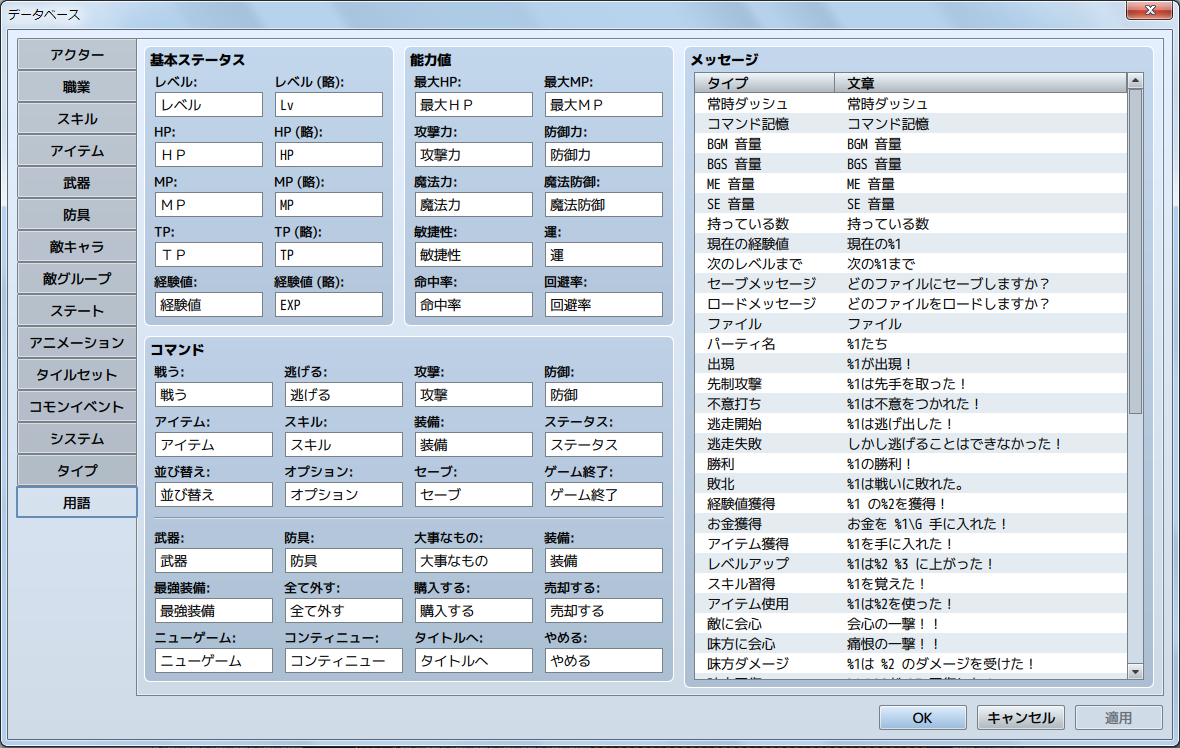 データベース
アクター
職業
スキル
アイテム
武器
防具
敵キャラ
敵グループ
ステート
アニメーション
タイルセット
コモンイベント
システム
タイプ
用語
基本ステータス
レベル: レベル (略):
レベル Lv
HP: HP (略):
ＨＰ HP
MP: MP (略):
ＭＰ MP
TP: TP (略):
ＴＰ TP
経験値: 経験値 (略):
経験値 EXP
能力値
最大HP: 最大MP:
最大ＨＰ 最大ＭＰ
攻撃力: 防御力:
攻撃力 防御力
魔法力: 魔法防御:
魔法力 魔法防御
敏捷性: 運:
敏捷性 運
命中率: 回避率:
命中率 回避率
コマンド
戦う: 逃げる: 攻撃: 防御:
戦う 逃げる 攻撃 防御
アイテム: スキル: 装備: ステータス:
アイテム スキル 装備 ステータス
並び替え: オプション: セーブ: ゲーム終了:
並び替え オプション セーブ ゲーム終了
武器: 防具: 大事なもの: 装備:
武器 防具 大事なもの 装備
最強装備: 全て外す: 購入する: 売却する:
最強装備 全て外す 購入する 売却する
ニューゲーム: コンティニュー: タイトルへ: やめる:
ニューゲーム コンティニュー タイトルへ やめる
メッセージ
タイプ 文章
常時ダッシュ 常時ダッシュ
コマンド記憶 コマンド記憶
BGM 音量 BGM 音量
BGS 音量 BGS 音量
ME 音量 ME 音量
SE 音量 SE 音量
持っている数 持っている数
現在の経験値 現在の%1
次のレベルまで 次の%1まで
セーブメッセージ どのファイルにセーブしますか？
ロードメッセージ どのファイルをロードしますか？
ファイル ファイル
パーティ名 %1たち
出現 %1が出現！
先制攻撃 %1は先手を取った！
不意打ち %1は不意をつかれた！
逃走開始 %1は逃げ出した！
逃走失敗 しかし逃げることはできなかった！
勝利 %1の勝利！
敗北 %1は戦いに敗れた。
経験値獲得 %1 の%2を獲得！
お金獲得 お金を %1\G 手に入れた！
アイテム獲得 %1を手に入れた！
レベルアップ %1は%2 %3 に上がった！
スキル習得 %1を覚えた！
アイテム使用 %1は%2を使った！
敵に会心 会心の一撃！！
味方に会心 痛恨の一撃！！
味方ダメージ %1は %2 のダメージを受けた！
OK キャンセル 適用